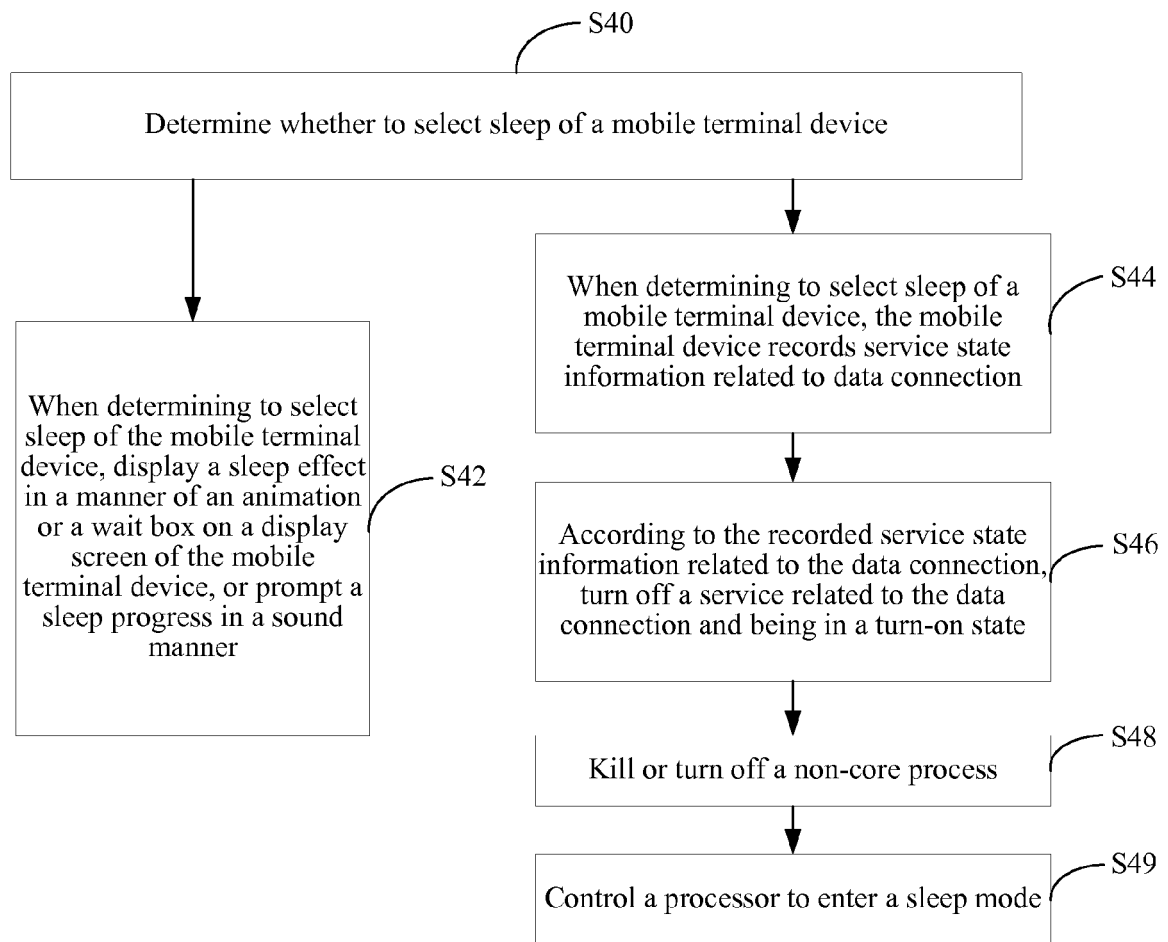 S40
Determine whether to select sleep of a mobile terminal device
When determining to select
sleep of the mobile terminal
device, display a sleep effect
in a manner of an animation
or a wait box on a display
screen of the mobile
terminal device, or prompt a
sleep progress in a sound
manner
S42
When determining to select sleep of a
mobile terminal device, the mobile
terminal device records service state
information related to data connection
S44
According to the recorded service state
information related to the data connection,
turn off a service related to the data
connection and being in a turn-on state
S46
Kill or turn off a non-core process
S48
Control a processor to enter a sleep mode
S49